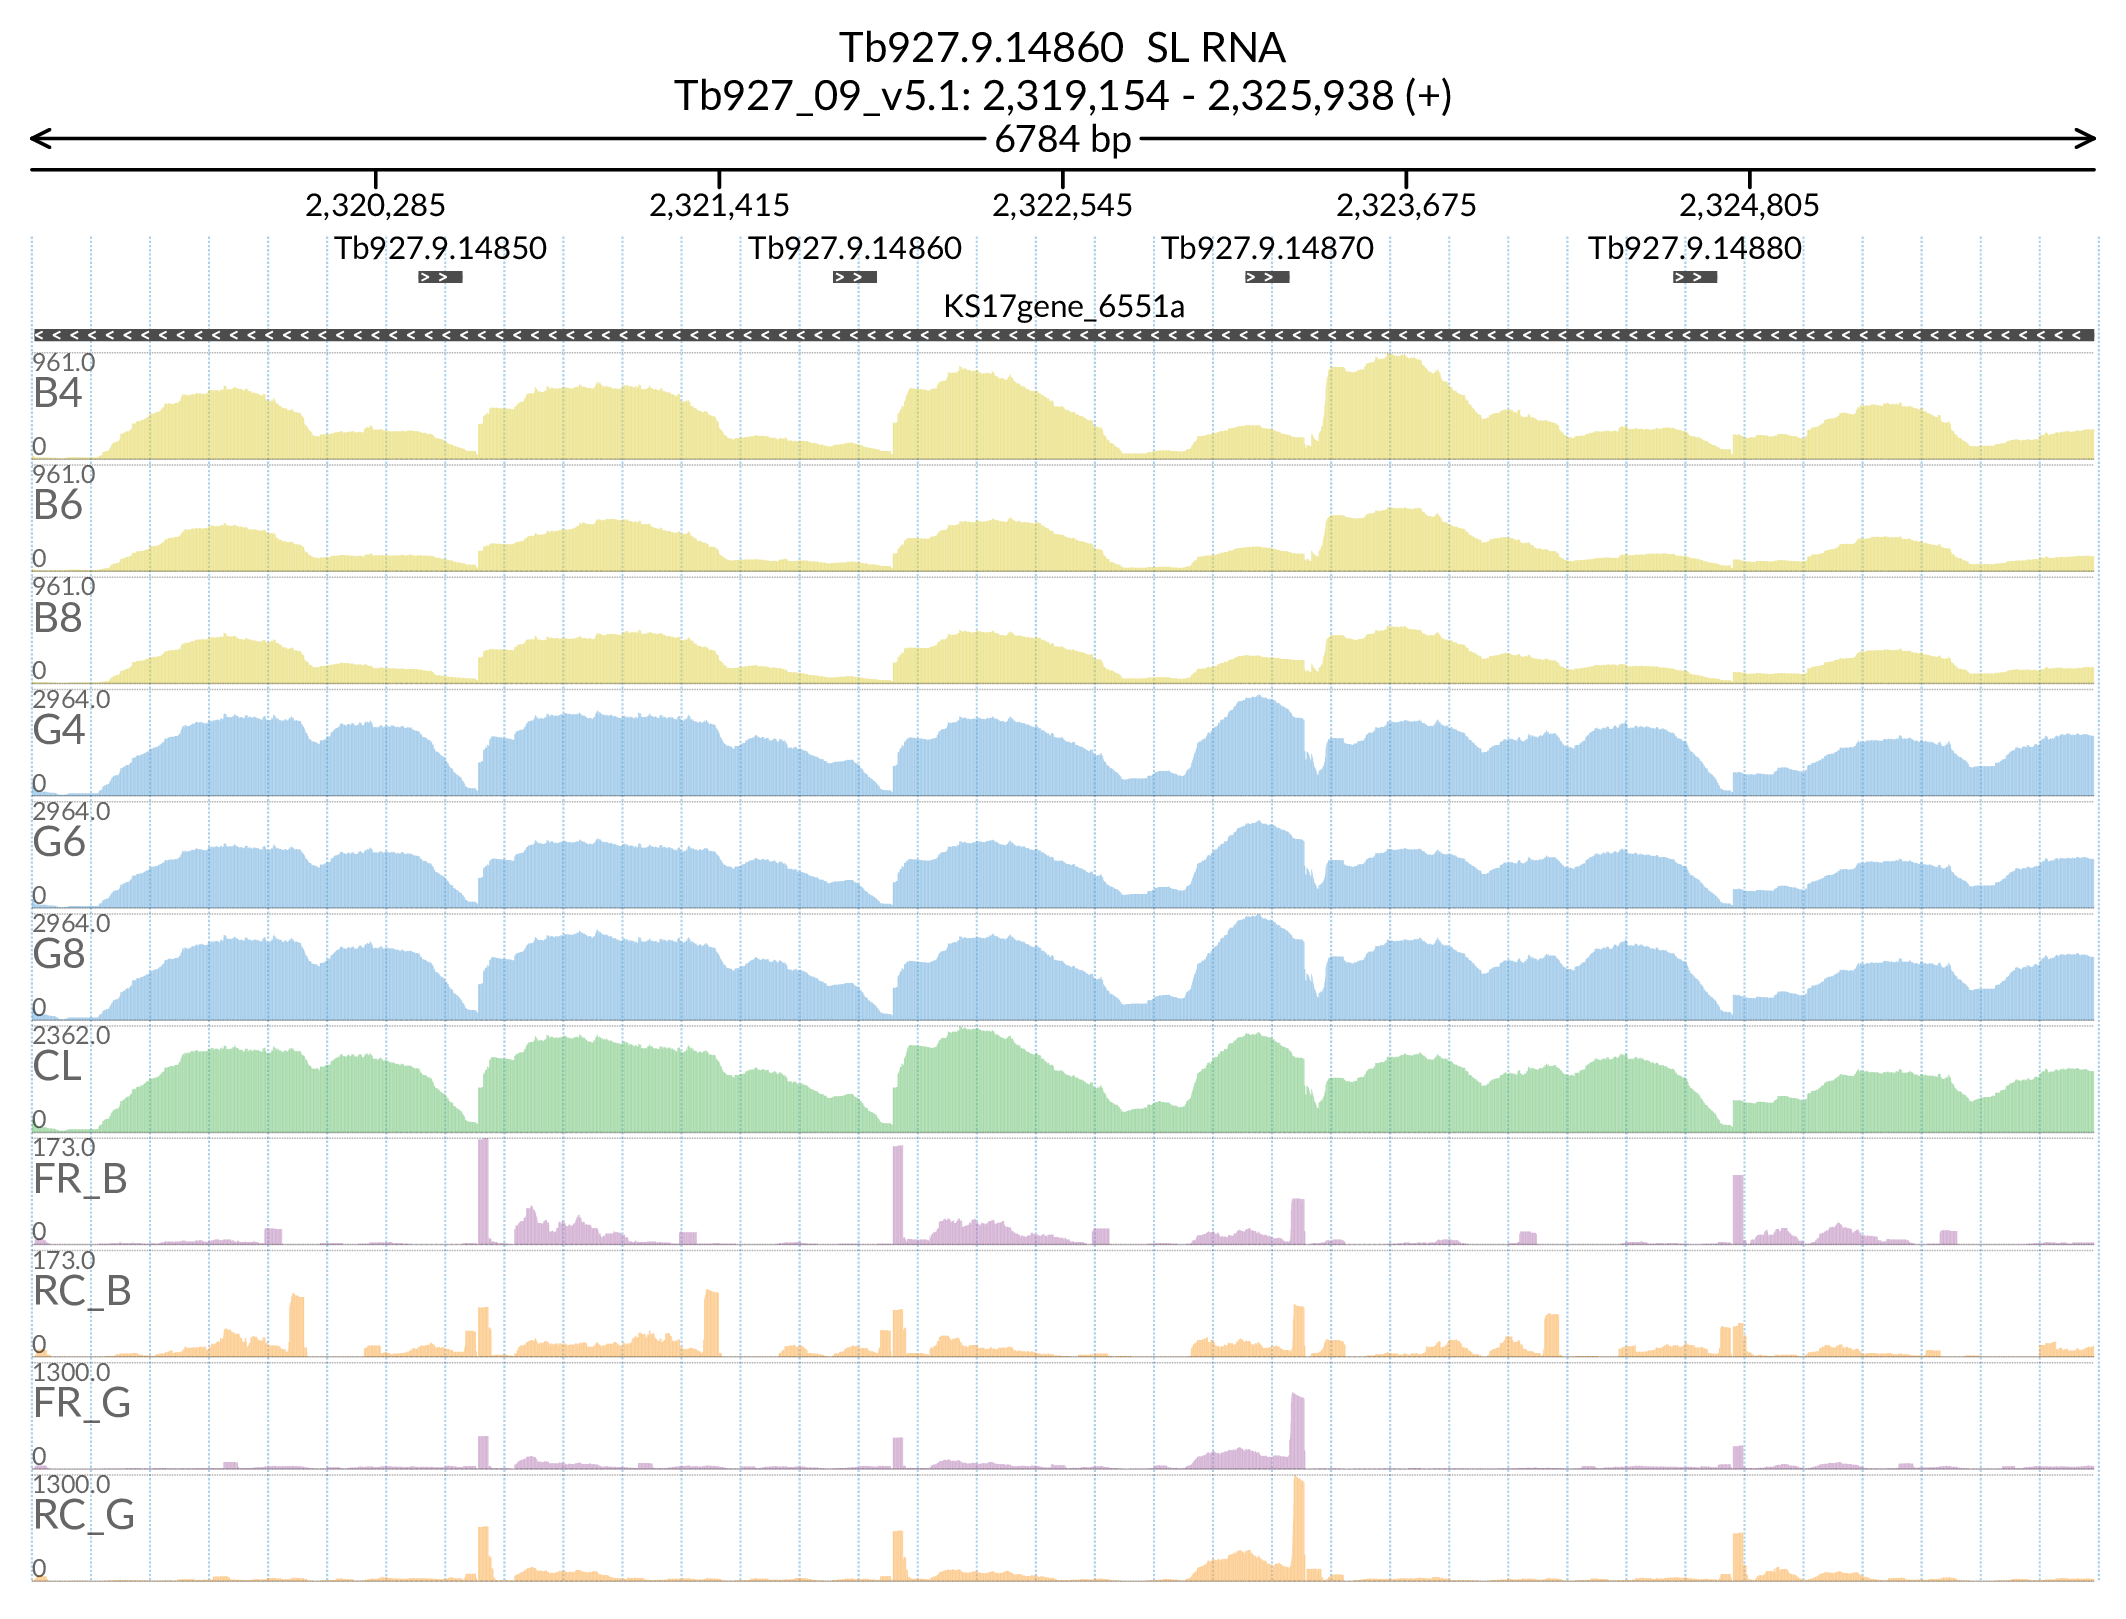 Tb927.9.14860 SL RNA
Tb927_09_v5.1: 2,319,154 - 2,325,938 (+)
6784 bp
2,320,285 2,321,415 2,322,545 2,323,675 2,324,805
Tb927.9.14850 Tb927.9.14860 Tb927.9.14870 Tb927.9.14880
KS17gene_6551a
961.0
B4
0
961.0
B6
0
961.0
B8
0
2964.0
G4
0
2964.0
G6
0
2964.0
G8
0
2362.0
CL
0
173.0
FR_B
0
173.0
RC_B
0
1300.0
FR_G
0
1300.0
RC_G
0